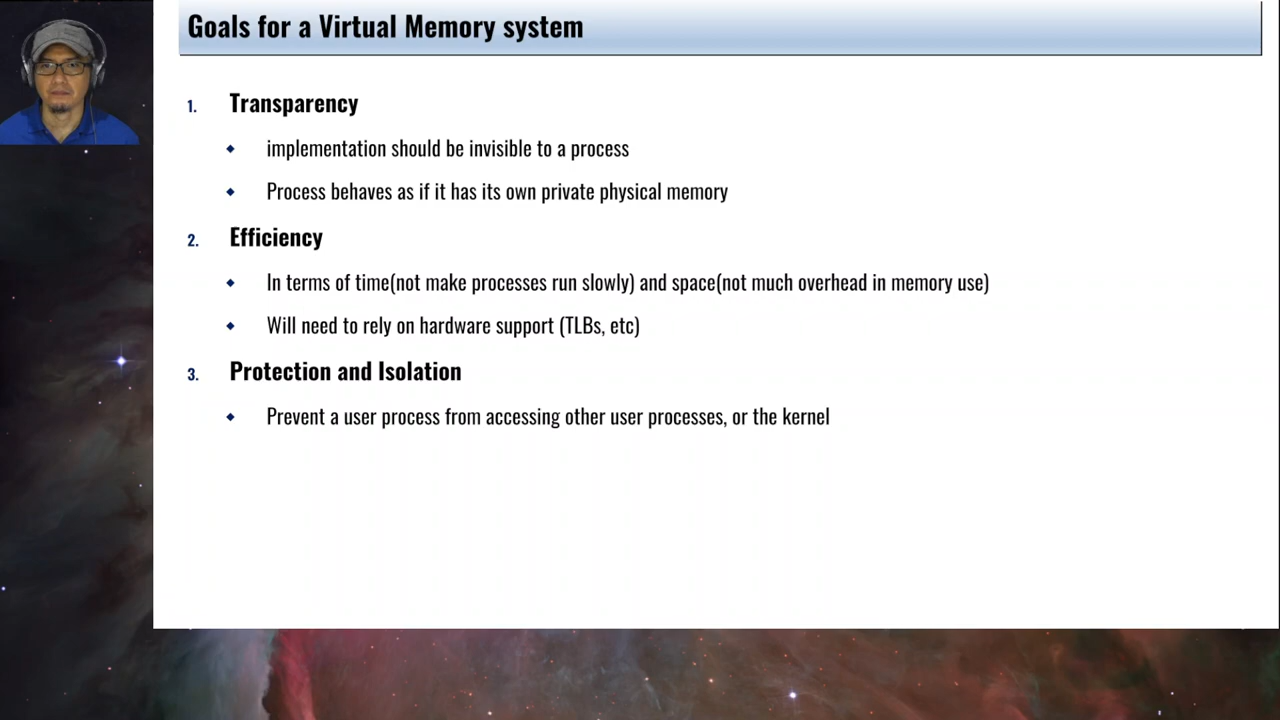 Goals for a Virtual Memory system
1. Transparency
◆ implementation should be invisible to a process
◆ Process behaves as if it has its own private physical memory
2. Efficiency
◆ In terms of time(not make processes run slowly) and space(not much overhead in memory use)
◆ Will need to rely on hardware support (TLBs, etc)
3. Protection and Isolation
◆ Prevent a user process from accessing other user processes, or the kernel